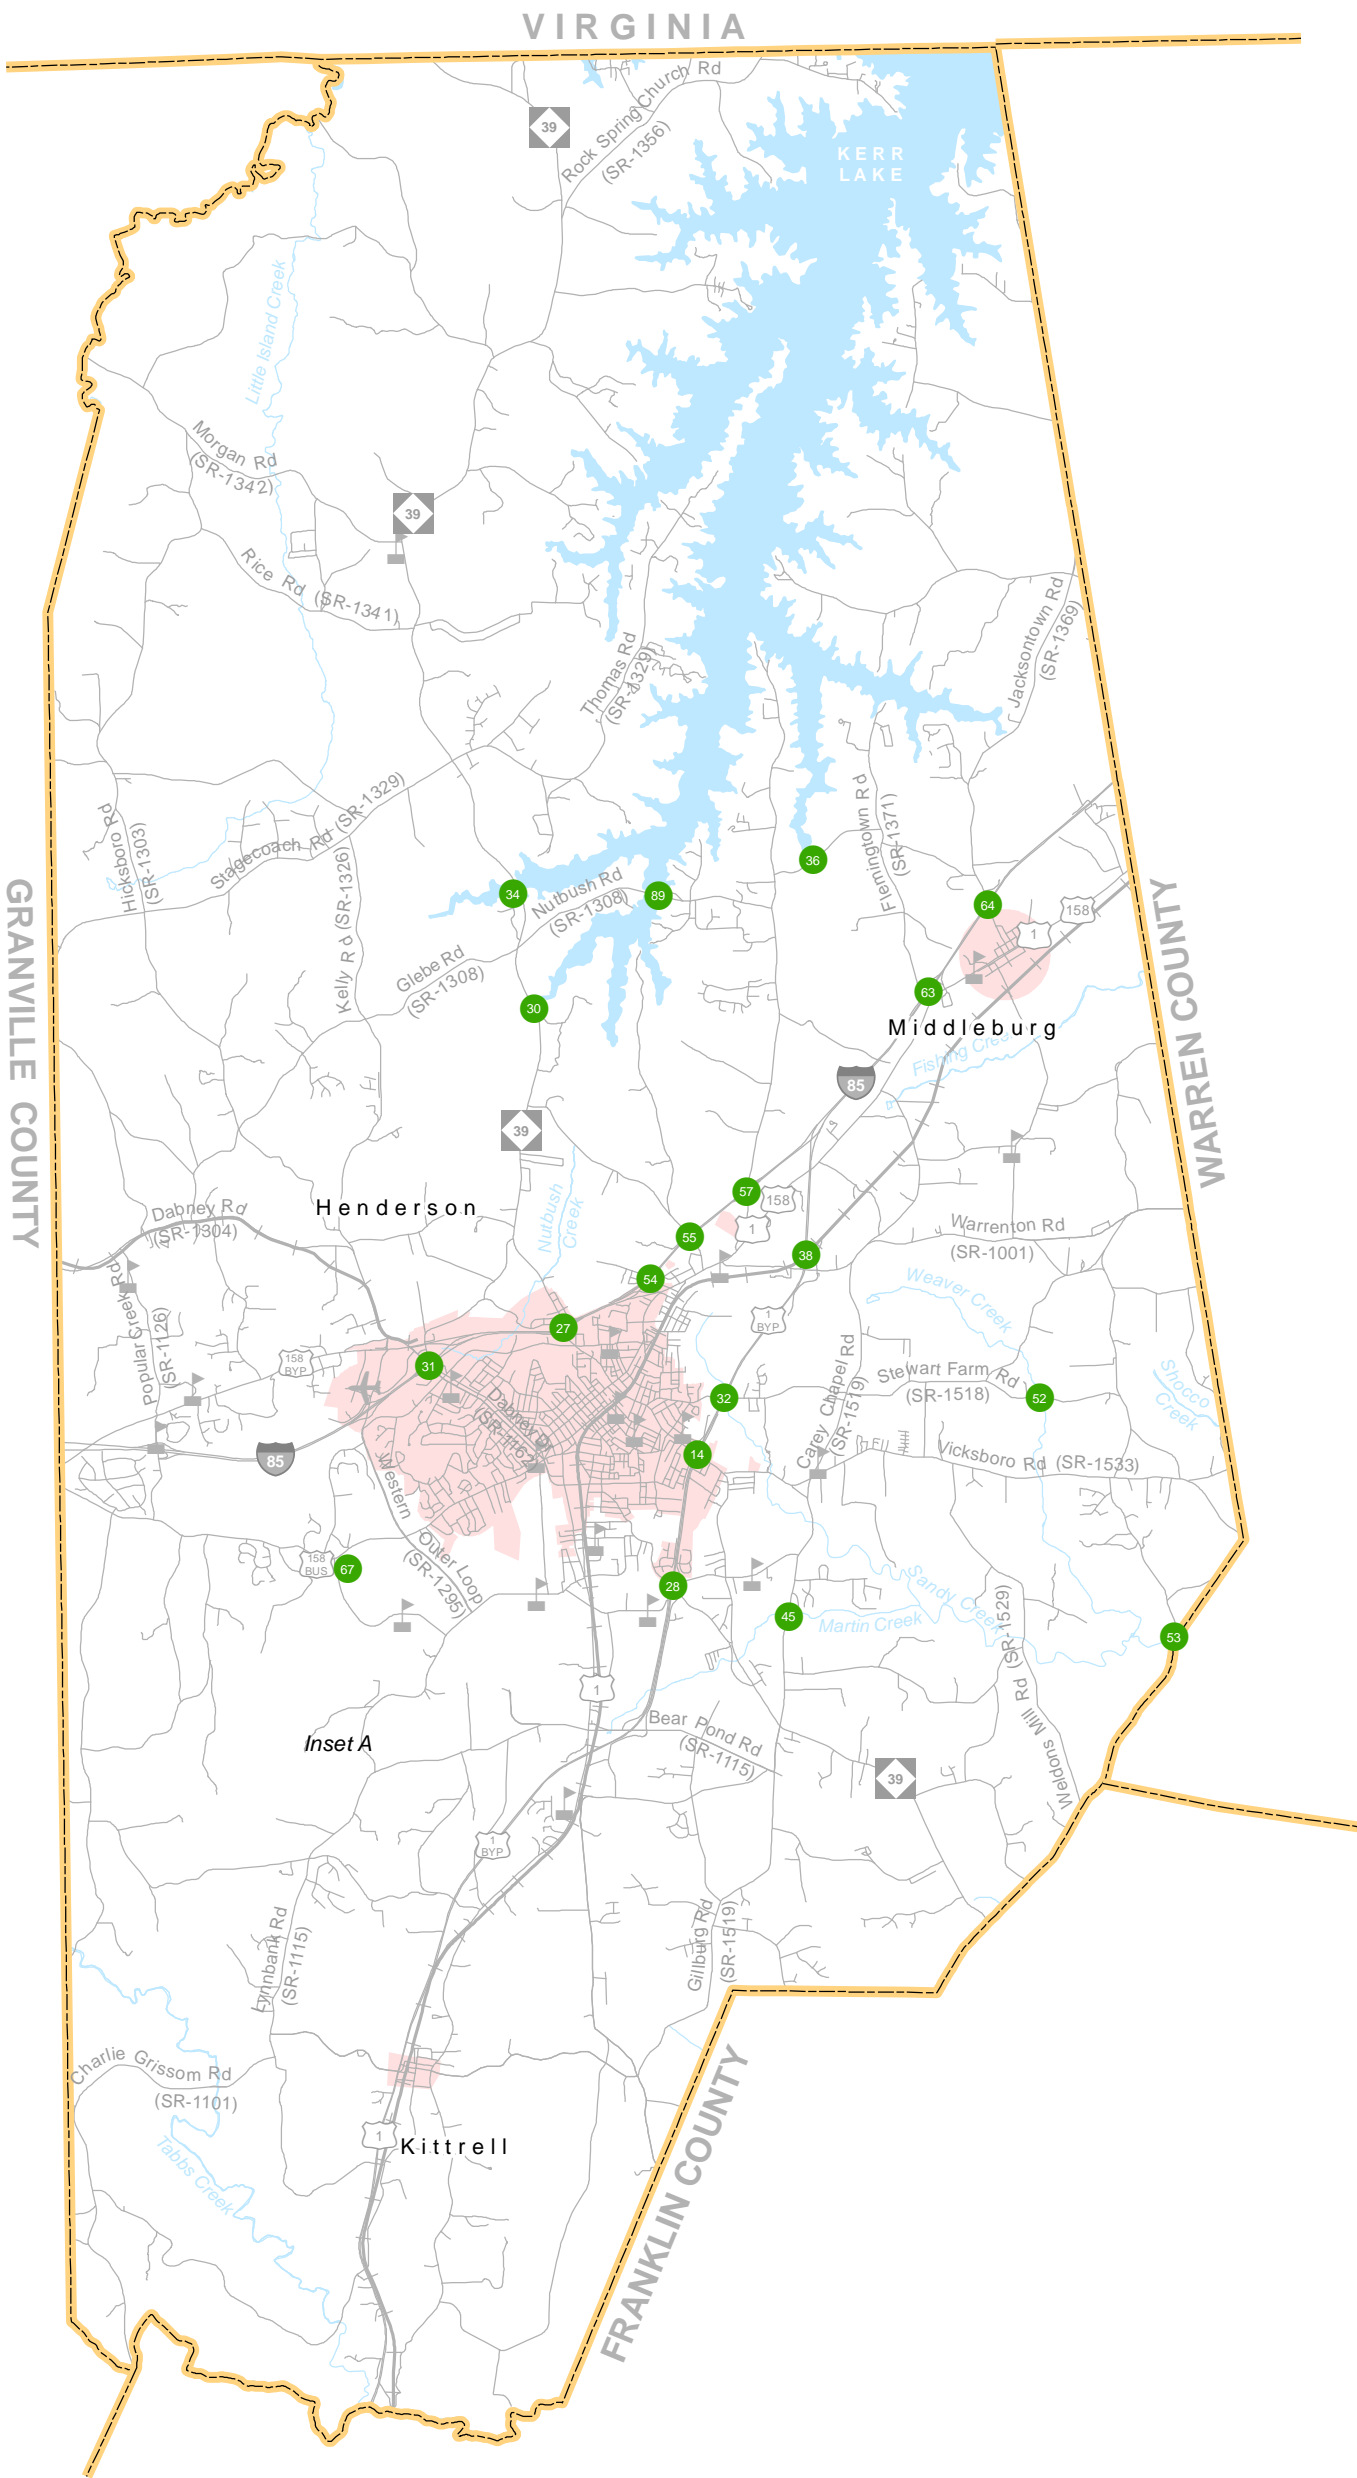 VIRGINIA
39
Rock Spring Church Rd
(SR-1356)
KERR
LAKE
Little Island Creek
Morgan Rd
(SR-1342)
39
Rice Rd (SR-1341)
Jacksontown Rd
(SR-1369)
Thomas Rd
(SR-1329)
Hicksboro Rd
(SR-1303)
Stagecoach Rd (SR-1329)
Kelly Rd (SR-1326)
Flemingtown Rd
(SR-1371)
36
34
Nutbush Rd
(SR-1308)
89
64
158
1
GRANVILLE COUNTY
WARREN COUNTY
Glebe Rd
(SR-1308)
63
30
Middleburg
Fishing Creek
85
39
Henderson
Nutbush
Creek
57
158
1
Dabney Rd
(SR-1304)
55
38
Warrenton Rd
(SR-1001)
54
Weaver Creek
Popular Creek Rd
(SR-1126)
27
1
BYP
158
BYP
31
Carey Chapel Rd
(SR-1519)
Stewart Farm Rd
(SR-1518)
52
Shocco
Creek
32
Dabney Dr
(SR-1162)
14
Vicksboro Rd (SR-1533)
85
Western Outer Loop
(SR-1295)
158
BUS
67
28
Sandy Creek
45
Martin Creek
53
Weldons Mill Rd (SR-1529)
1
Bear Pond Rd
(SR-1115)
Inset A
39
1
BYP
Lynnbank Rd
(SR-1115)
Gillburg Rd
(SR-1519)
Charlie Grissom Rd
(SR-1101)
1
Kittrell
Tabbs Creek
FRANKLIN COUNTY